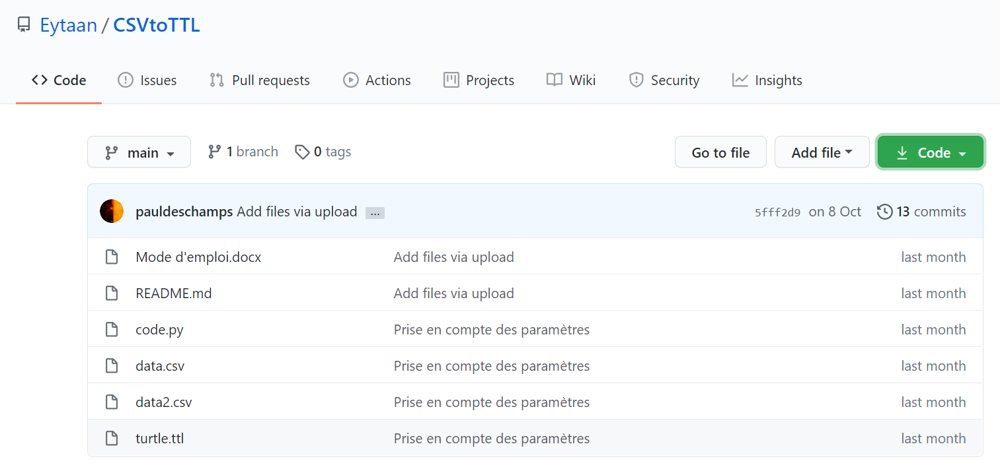 Eytaan / CSVtoTTL
Code Issues Pull requests Actions Projects Wiki Security Insights
main 1 branch 0 tags Go to file Add file Code
pauldeschamps Add files via upload ... 5fff2d9 on 8 Oct 13 commits
Mode d'emploi.docx Add files via upload last month
README.md Add files via upload last month
code.py Prise en compte des paramètres last month
data.csv Prise en compte des paramètres last month
data2.csv Prise en compte des paramètres last month
turtle.ttl Prise en compte des paramètres last month